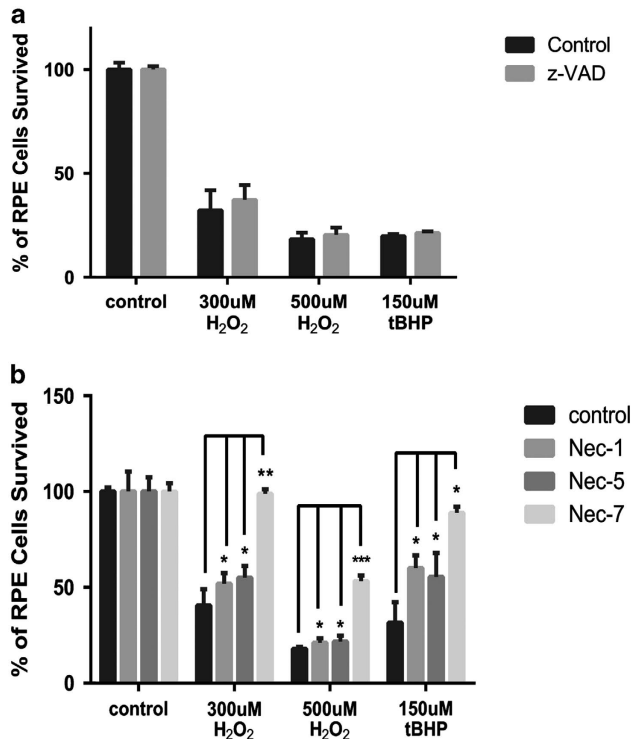 a
% of RPE Cells Survived
100
50
0
control
300uM
H₂O₂
500uM
H₂O₂
150uM
tBHP
Control
z-VAD
b
% of RPE Cells Survived
150
100
50
0
* * **
* * ***
* * *
control
300uM
H₂O₂
500uM
H₂O₂
150uM
tBHP
control
Nec-1
Nec-5
Nec-7